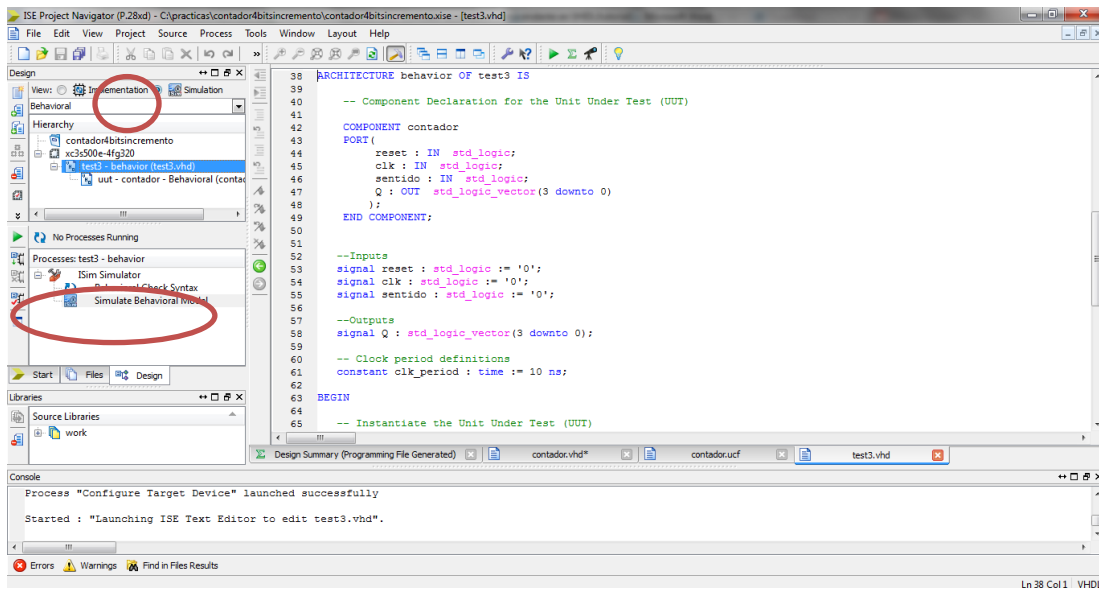 ISE Project Navigator (P.28xd) - C:\practicas\contador4bitsincremento\contador4bitsincremento.xise - [test3.vhd]
File Edit View Project Source Process Tools Window Layout Help
Design
View: Implementation Simulation
Behavioral
Hierarchy
contador4bitsincremento
xc3s500e-4fg320
test3 - behavior (test3.vhd)
uut - contador - Behavioral (contad
No Processes Running
Processes: test3 - behavior
ISim Simulator
Behavioral Check Syntax
Simulate Behavioral Model
Start Files Design
Libraries
Source Libraries
work
38 ARCHITECTURE behavior OF test3 IS
39
40 -- Component Declaration for the Unit Under Test (UUT)
41
42 COMPONENT contador
43 PORT(
44 reset : IN std_logic;
45 clk : IN std_logic;
46 sentido : IN std_logic;
47 Q : OUT std_logic_vector(3 downto 0)
48 );
49 END COMPONENT;
50
51
52 --Inputs
53 signal reset : std_logic := '0';
54 signal clk : std_logic := '0';
55 signal sentido : std_logic := '0';
56
57 --Outputs
58 signal Q : std_logic_vector(3 downto 0);
59
60 -- Clock period definitions
61 constant clk_period : time := 10 ns;
62
63 BEGIN
64
65 -- Instantiate the Unit Under Test (UUT)
Design Summary (Programming File Generated) contador.vhd* contador.ucf test3.vhd
Console
Process "Configure Target Device" launched successfully
Started : "Launching ISE Text Editor to edit test3.vhd".
Errors Warnings Find in Files Results
Ln 38 Col 1 VHDL